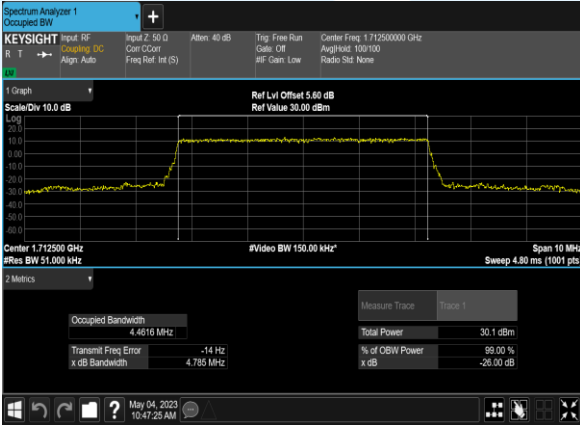 Spectrum Analyzer 1
Occupied BW
+
KEYSIGHT Input: RF Input Z: 50 Ω Atten: 40 dB Trig: Free Run Center Freq: 1.712500000 GHz
R T Coupling: DC Corr CCorr Gate: Off Avg|Hold: 100/100
Align: Auto Freq Ref: Int (S) #IF Gain: Low Radio Std: None
LW
1 Graph
Ref Lvl Offset 5.60 dB
Scale/Div 10.0 dB Ref Value 30.00 dBm
Log
20.0
10.0
0.00
-10.0
-20.0
-30.0
-40.0
-50.0
-60.0
Center 1.712500 GHz #Video BW 150.00 kHz* Span 10 MHz
#Res BW 51.000 kHz Sweep 4.80 ms (1001 pts
2 Metrics
Measure Trace Trace 1
Occupied Bandwidth
4.4616 MHz Total Power 30.1 dBm
Transmit Freq Error -14 Hz % of OBW Power 99.00 %
x dB Bandwidth 4.785 MHz x dB -26.00 dB
?
May 04, 2023
10:47:25 AM